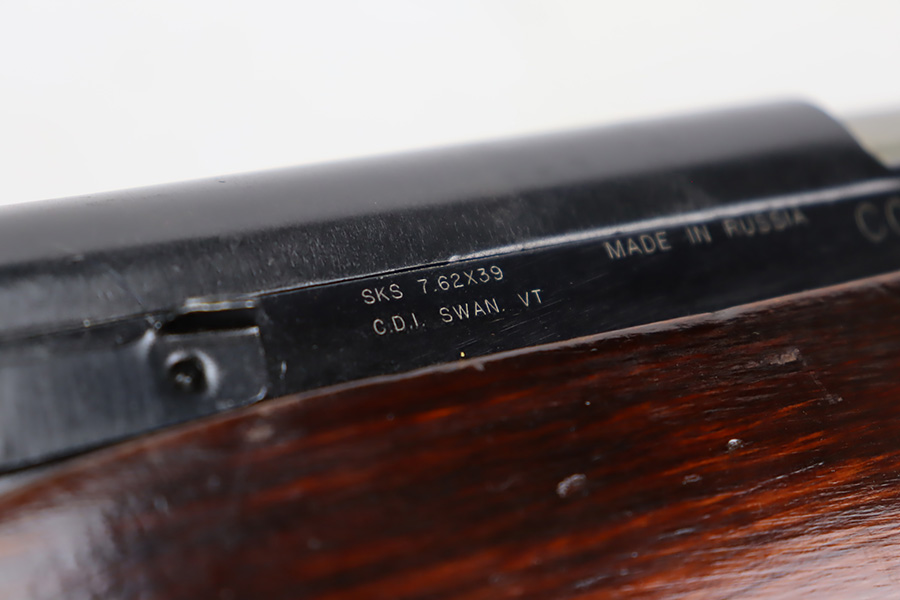 SKS 7.62X39
C.D.I. SWAN. VT
MADE IN RUSSIA